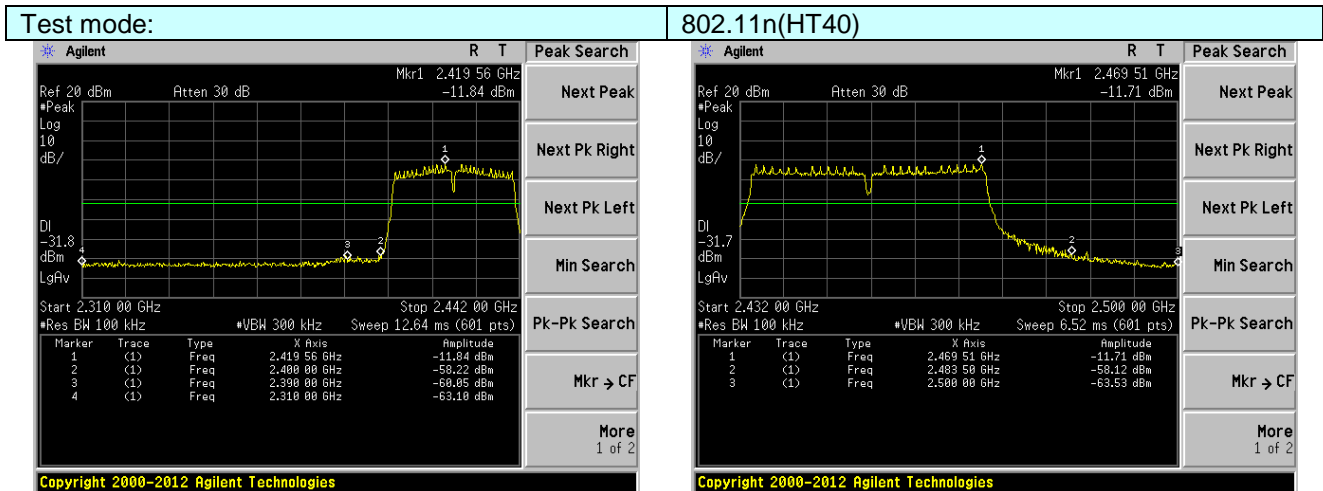 Test mode: 802.11n(HT40)
Agilent R T Peak Search
Mkr1 2.419 56 GHz
Ref 20 dBm Atten 30 dB -11.84 dBm
#Peak
Log
10
dB/
1
DI
-31.8
dBm
LgAv
4
3
2
Start 2.310 00 GHz Stop 2.442 00 GHz
#Res BW 100 kHz #VBW 300 kHz Sweep 12.64 ms (601 pts)
Marker Trace Type X Axis Amplitude
1 (1) Freq 2.419 56 GHz -11.84 dBm
2 (1) Freq 2.400 00 GHz -58.22 dBm
3 (1) Freq 2.390 00 GHz -60.05 dBm
4 (1) Freq 2.310 00 GHz -63.10 dBm
Next Peak
Next Pk Right
Next Pk Left
Min Search
Pk-Pk Search
Mkr → CF
More
1 of 2
Copyright 2000-2012 Agilent Technologies
Agilent R T Peak Search
Mkr1 2.469 51 GHz
Ref 20 dBm Atten 30 dB -11.71 dBm
#Peak
Log
10
dB/
1
DI
-31.7
dBm
LgAv
2
3
Start 2.432 00 GHz Stop 2.500 00 GHz
#Res BW 100 kHz #VBW 300 kHz Sweep 6.52 ms (601 pts)
Marker Trace Type X Axis Amplitude
1 (1) Freq 2.469 51 GHz -11.71 dBm
2 (1) Freq 2.483 50 GHz -58.12 dBm
3 (1) Freq 2.500 00 GHz -63.53 dBm
Next Peak
Next Pk Right
Next Pk Left
Min Search
Pk-Pk Search
Mkr → CF
More
1 of 2
Copyright 2000-2012 Agilent Technologies